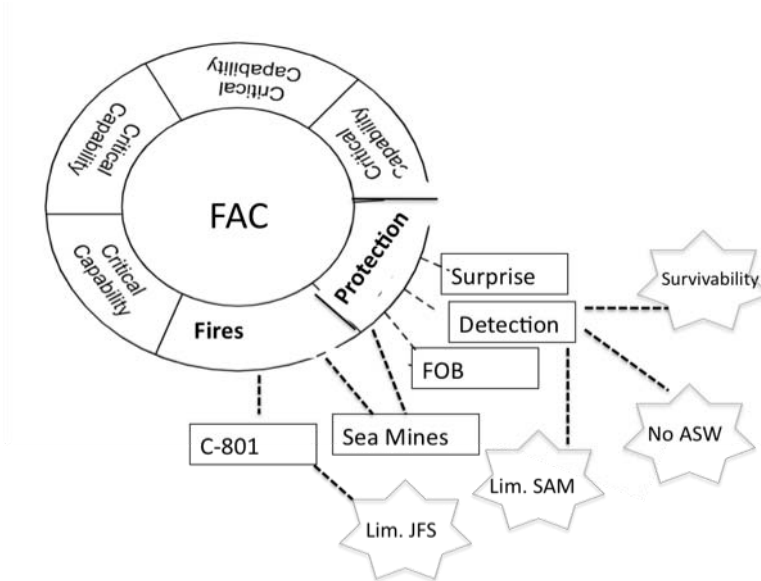 Critical
Capability
Critical
Capability
Critical
Capability
FAC
Critical
Capability
Protection
Fires
Surprise
Survivability
Detection
FOB
No ASW
C-801
Sea Mines
Lim. SAM
Lim. JFS